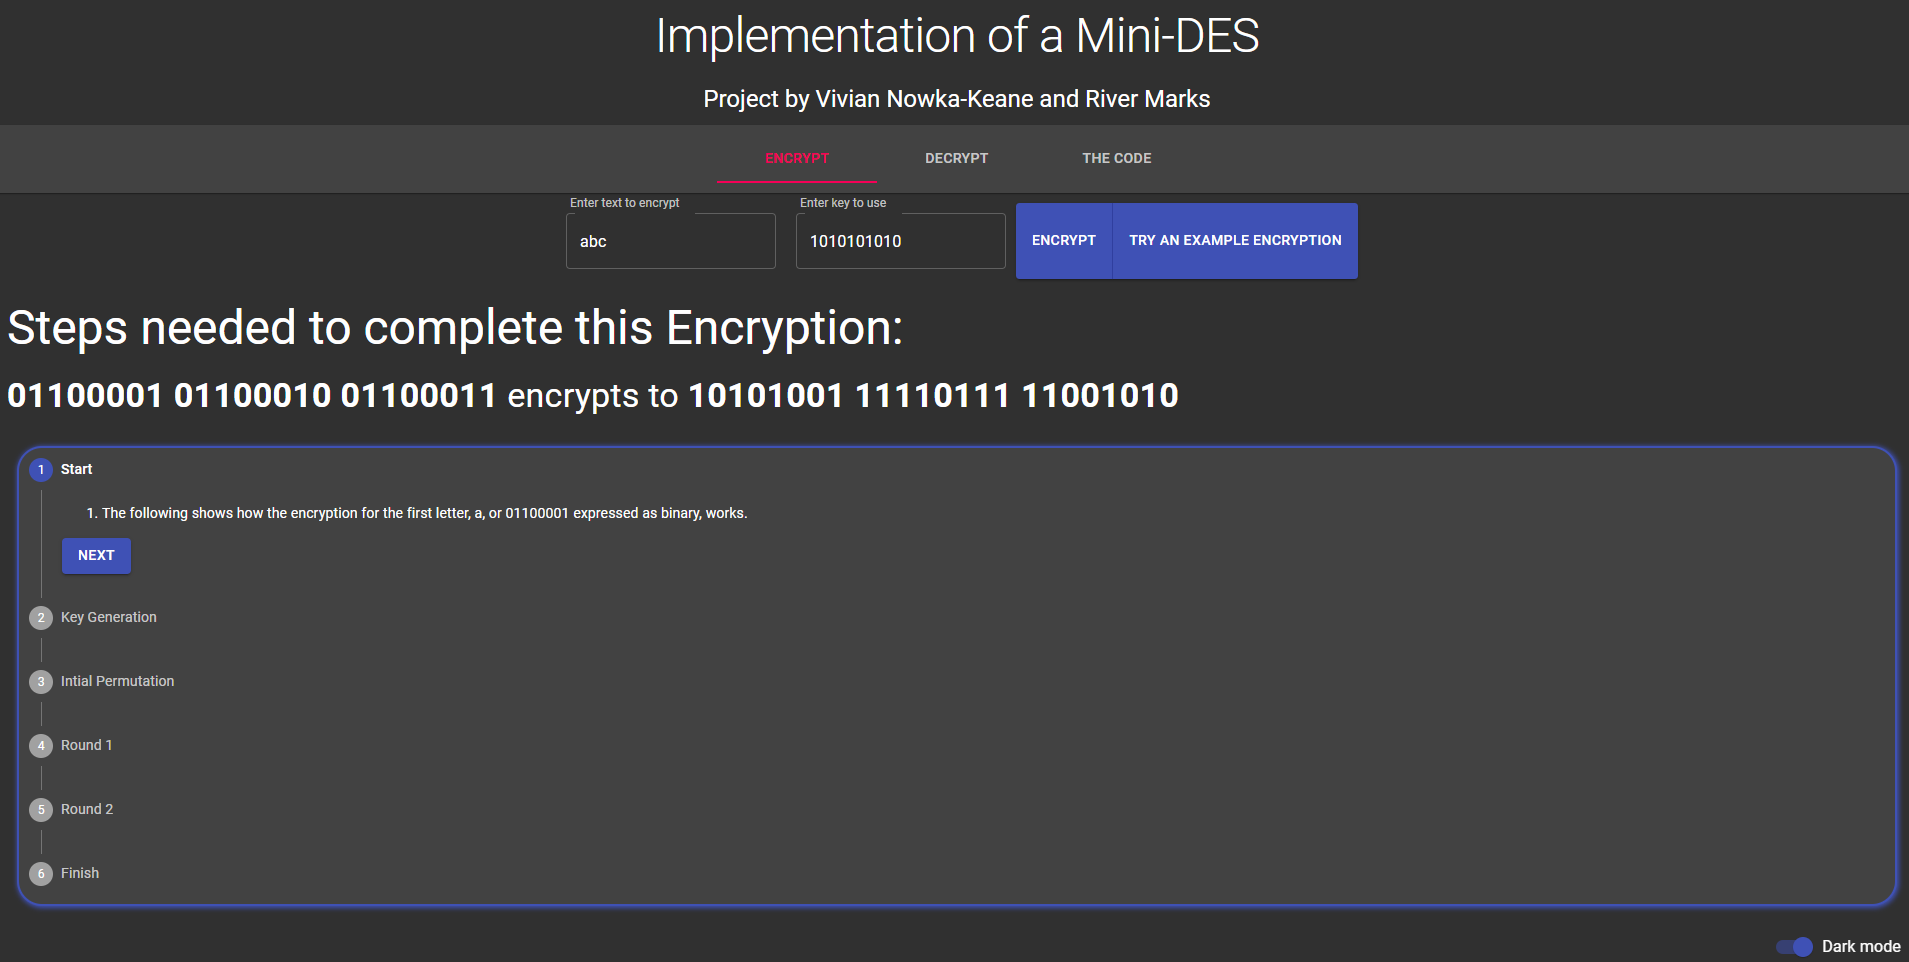 Implementation of a Mini-DES
Project by Vivian Nowka-Keane and River Marks
ENCRYPT DECRYPT THE CODE
Enter text to encrypt Enter key to use
abc 1010101010 ENCRYPT TRY AN EXAMPLE ENCRYPTION
Steps needed to complete this Encryption:
01100001 01100010 01100011 encrypts to 10101001 11110111 11001010
1 Start
1. The following shows how the encryption for the first letter, a, or 01100001 expressed as binary, works.
NEXT
2 Key Generation
3 Intial Permutation
4 Round 1
5 Round 2
6 Finish
Dark mode